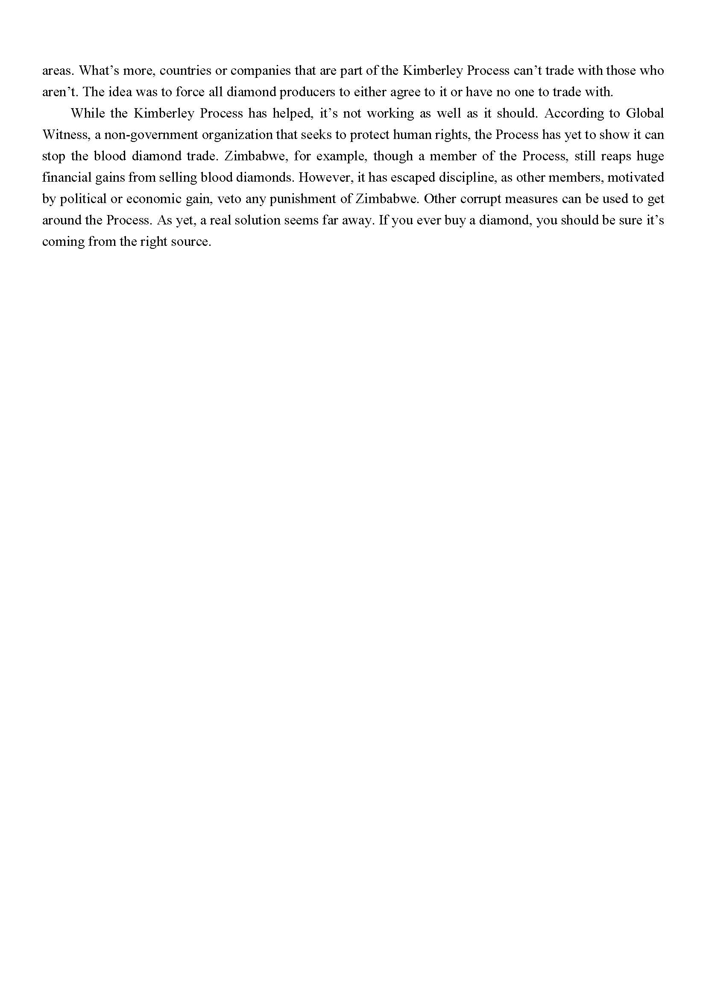 areas. What’s more, countries or companies that are part of the Kimberley Process can’t trade with those who
aren’t. The idea was to force all diamond producers to either agree to it or have no one to trade with.
While the Kimberley Process has helped, it’s not working as well as it should. According to Global
Witness, a non-government organization that seeks to protect human rights, the Process has yet to show it can
stop the blood diamond trade. Zimbabwe, for example, though a member of the Process, still reaps huge
financial gains from selling blood diamonds. However, it has escaped discipline, as other members, motivated
by political or economic gain, veto any punishment of Zimbabwe. Other corrupt measures can be used to get
around the Process. As yet, a real solution seems far away. If you ever buy a diamond, you should be sure it’s
coming from the right source.